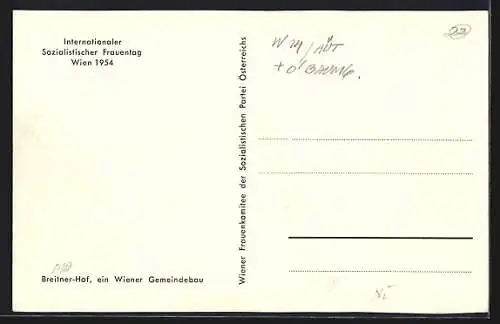 Internationaler
Sozialistischer Frauentag
Wien 1954
Breitner-Hof, ein Wiener Gemeindebau
Wiener Frauenkomitee der Sozialistischen Partei Österreichs